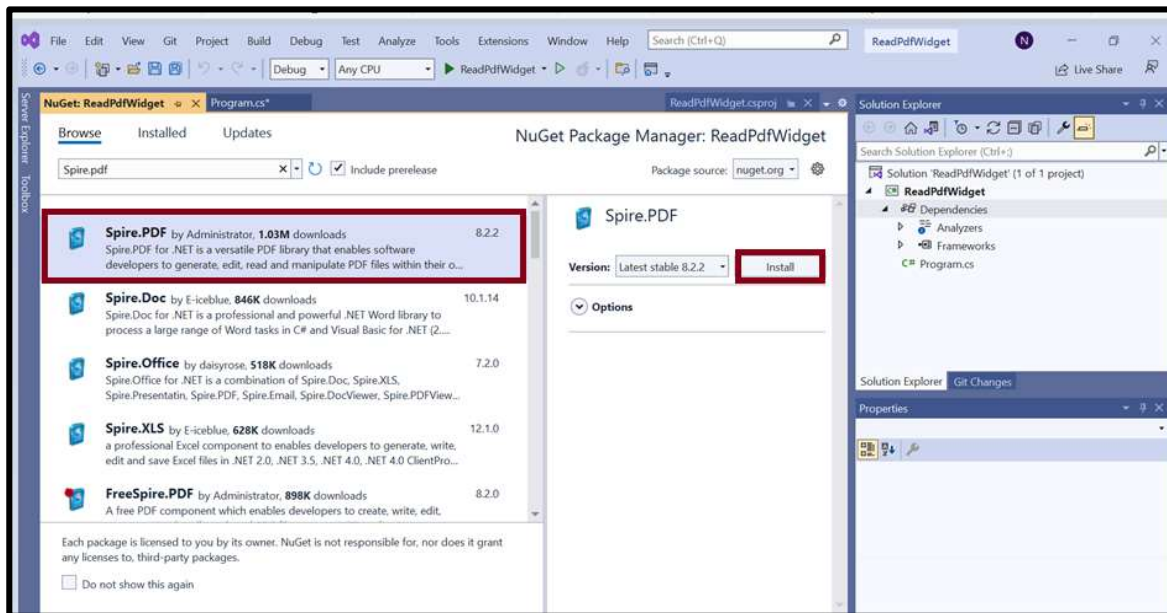 File Edit View Git Project Build Debug Test Analyze Tools Extensions Window Help Search (Ctrl+Q) ReadPdfWidget N
Debug Any CPU ReadPdfWidget Live Share
Server Explorer Toolbox
NuGet: ReadPdfWidget Program.cs* ReadPdfWidget.csproj
Browse Installed Updates NuGet Package Manager: ReadPdfWidget
Spire.pdf Include prerelease Package source: nuget.org
Spire.PDF by Administrator, 1.03M downloads 8.2.2
Spire.PDF for .NET is a versatile PDF library that enables software
developers to generate, edit, read and manipulate PDF files within their o...
Spire.Doc by E-iceblue, 846K downloads 10.1.14
Spire.Doc for .NET is a professional and powerful .NET Word library to
process a large range of Word tasks in C# and Visual Basic for .NET (2....
Spire.Office by daisyrose, 518K downloads 7.2.0
Spire.Office for .NET is a combination of Spire.Doc, Spire.XLS,
Spire.Presentatin, Spire.PDF, Spire.Email, Spire.DocViewer, Spire.PDFView...
Spire.XLS by E-iceblue, 628K downloads 12.1.0
a professional Excel component to enables developers to generate, write,
edit and save Excel files in .NET 2.0, .NET 3.5, .NET 4.0, .NET 4.0 ClientPro...
FreeSpire.PDF by Administrator, 898K downloads 8.2.0
A free PDF component which enables developers to create, write, edit,
Each package is licensed to you by its owner. NuGet is not responsible for, nor does it grant
any licenses to, third-party packages.
Do not show this again
Spire.PDF
Version: Latest stable 8.2.2 Install
Options
Solution Explorer
Search Solution Explorer (Ctrl+;)
Solution 'ReadPdfWidget' (1 of 1 project)
ReadPdfWidget
Dependencies
Analyzers
Frameworks
C# Program.cs
Solution Explorer Git Changes
Properties